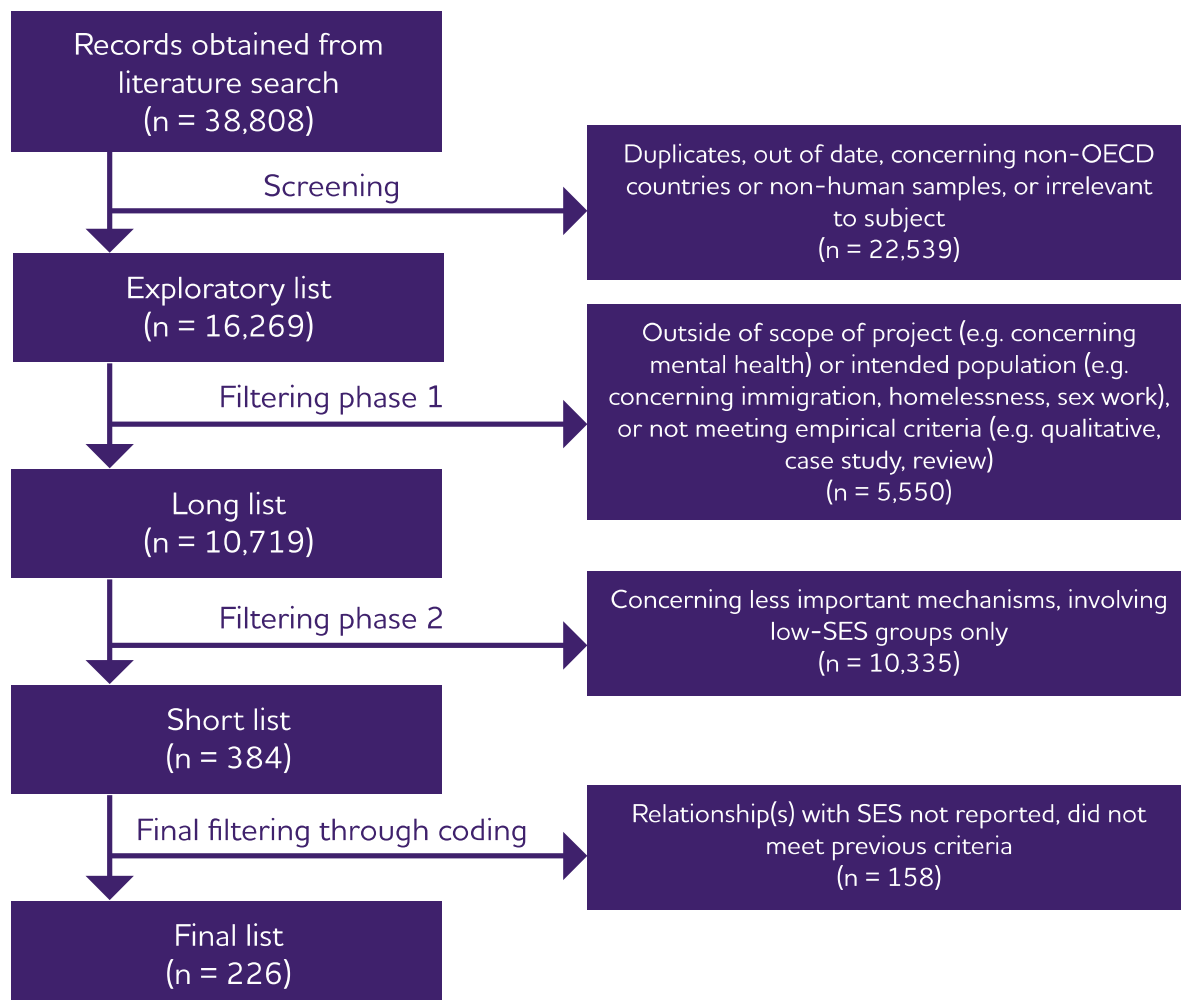 Records obtained from
literature search
(n = 38,808)
Screening
Duplicates, out of date, concerning non-OECD
countries or non-human samples, or irrelevant
to subject
(n = 22,539)
Exploratory list
(n = 16,269)
Filtering phase 1
Outside of scope of project (e.g. concerning
mental health) or intended population (e.g.
concerning immigration, homelessness, sex work),
or not meeting empirical criteria (e.g. qualitative,
case study, review)
(n = 5,550)
Long list
(n = 10,719)
Filtering phase 2
Concerning less important mechanisms, involving
low-SES groups only
(n = 10,335)
Short list
(n = 384)
Final filtering through coding
Relationship(s) with SES not reported, did not
meet previous criteria
(n = 158)
Final list
(n = 226)